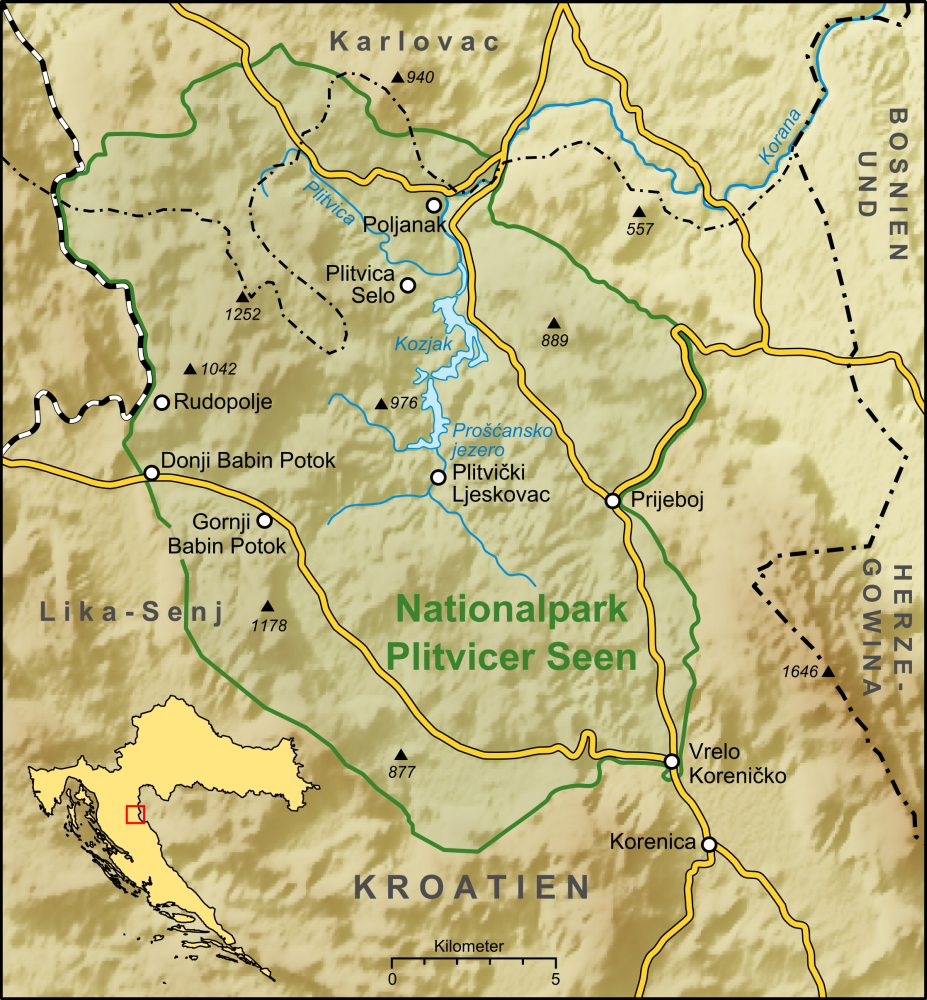 Karlovac
940
Korana
BOSNIEN
UND
Plitvica
Poljanak
557
Plitvica
Selo
1252
889
Kozjak
1042
976
Rudopolje
Prošćansko
jezero
Donji Babin Potok
Plitvički
Ljeskovac
Prijeboj
Gornji
Babin Potok
HERZE-
GOWINA
Lika-Senj
1178
Nationalpark
Plitvicer Seen
1646
877
Vrelo
Koreničko
Korenica
KROATIEN
Kilometer
0
5